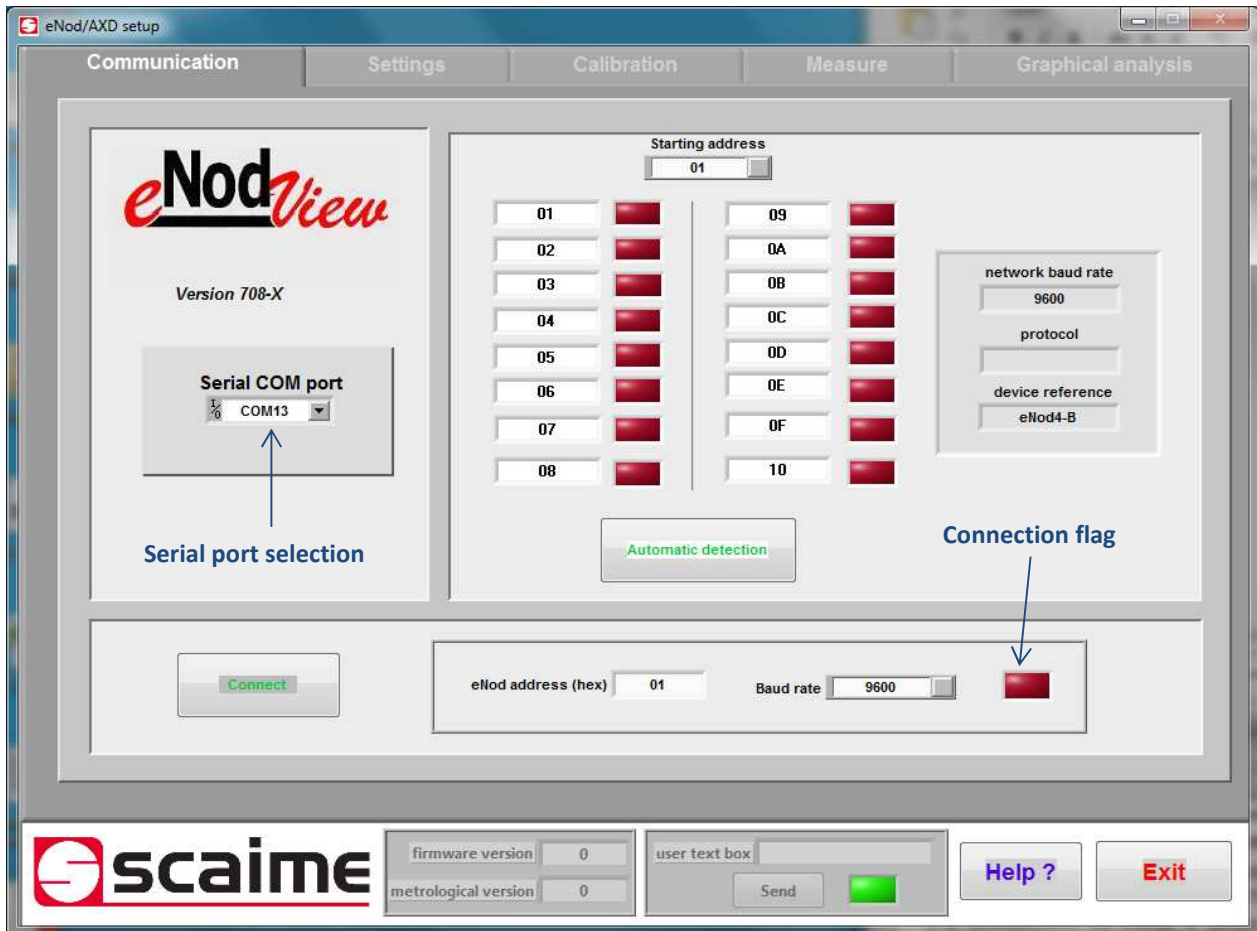 eNod/AXD setup
Communication
Settings
Calibration
Measure
Graphical analysis
eNodView
Version 708-X
Serial COM port
I/O COM13
Serial port selection
Starting address
01
01
02
03
04
05
06
07
08
09
0A
0B
0C
0D
0E
0F
10
Automatic detection
network baud rate
9600
protocol
device reference
eNod4-B
Connection flag
Connect
eNod address (hex) 01
Baud rate 9600
scaime
firmware version 0
metrological version 0
user text box
Send
Help ?
Exit